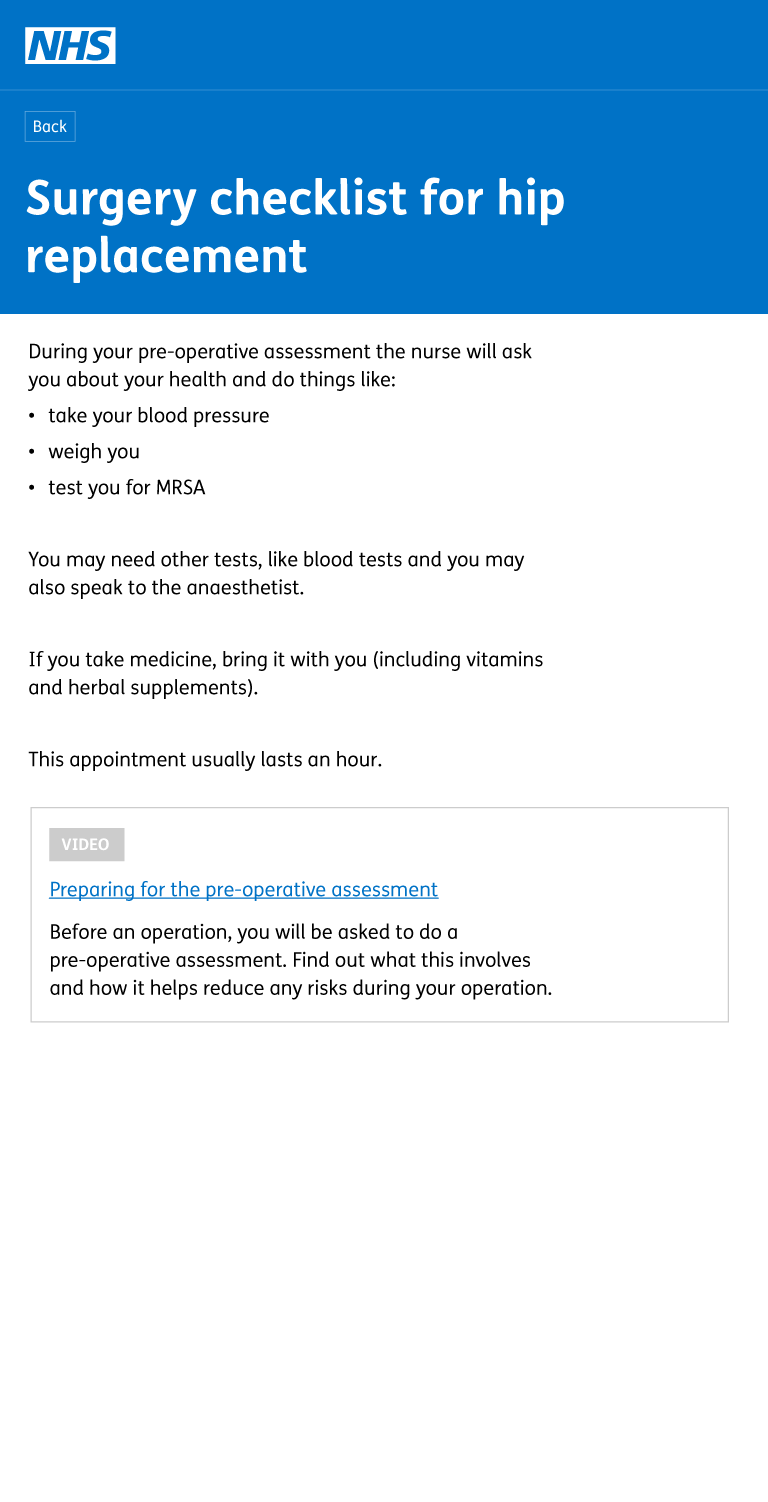 NHS
Back
Surgery checklist for hip
replacement
During your pre-operative assessment the nurse will ask
you about your health and do things like:
• take your blood pressure
• weigh you
• test you for MRSA
You may need other tests, like blood tests and you may
also speak to the anaesthetist.
If you take medicine, bring it with you (including vitamins
and herbal supplements).
This appointment usually lasts an hour.
VIDEO
Preparing for the pre-operative assessment
Before an operation, you will be asked to do a
pre-operative assessment. Find out what this involves
and how it helps reduce any risks during your operation.